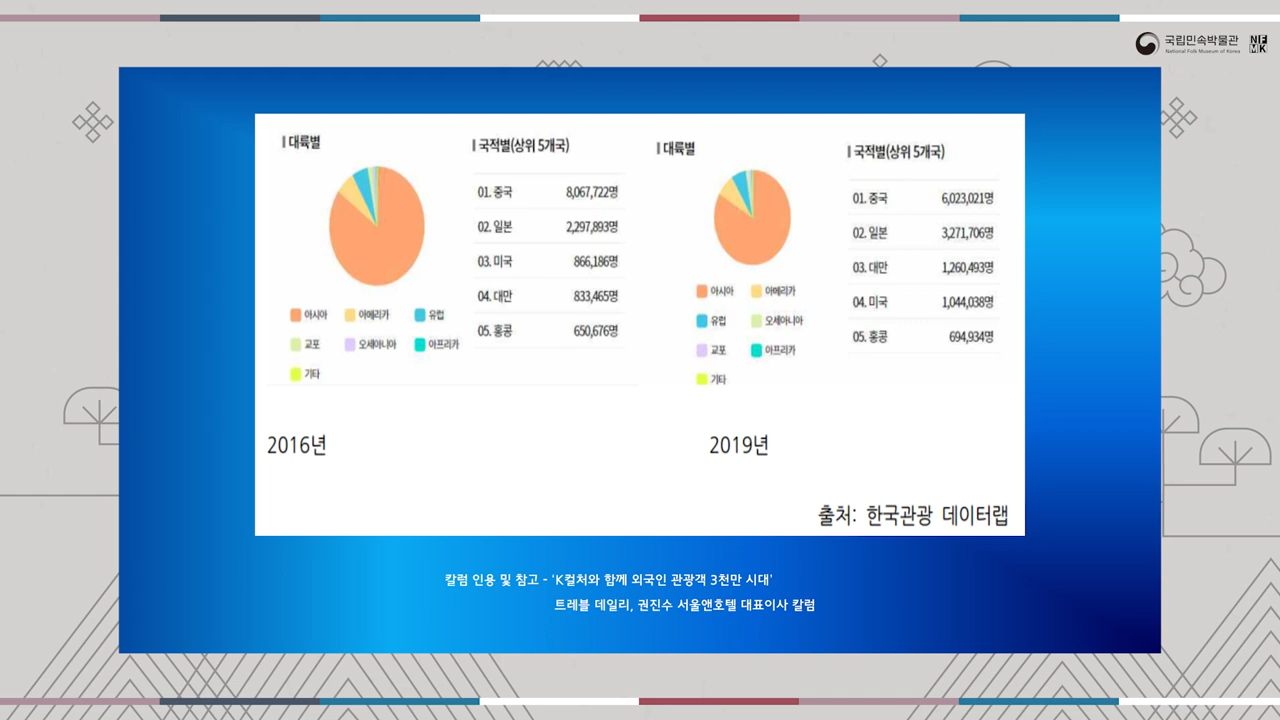 국립민속박물관
National Folk Museum of Korea
NF
MK
대륙별
아시아 아메리카 유럽
교포 오세아니아 아프리카
기타
국적별(상위 5개국)
01. 중국 8,067,722명
02. 일본 2,297,893명
03. 미국 866,186명
04. 대만 833,465명
05. 홍콩 650,676명
대륙별
아시아 아메리카
유럽 오세아니아
교포 아프리카
기타
국적별(상위 5개국)
01. 중국 6,023,021명
02. 일본 3,271,706명
03. 대만 1,260,493명
04. 미국 1,044,038명
05. 홍콩 694,934명
2016년
2019년
출처: 한국관광 데이터랩
칼럼 인용 및 참고 - ‘K컬처와 함께 외국인 관광객 3천만 시대’
트레블 데일리, 권진수 서울앤호텔 대표이사 칼럼